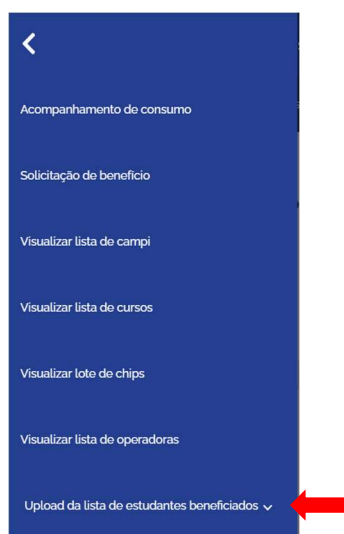 Acompanhamento de consumo
Solicitação de benefício
Visualizar lista de campi
Visualizar lista de cursos
Visualizar lote de chips
Visualizar lista de operadoras
Upload da lista de estudantes beneficiados